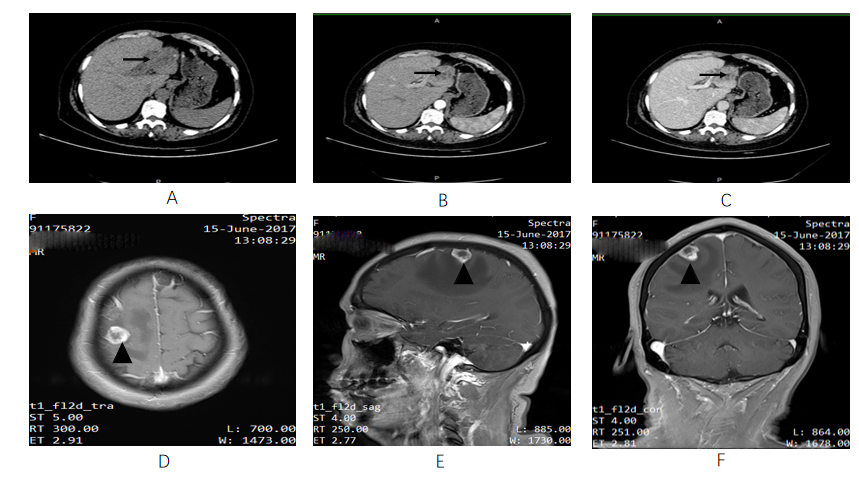 A
A
P
P
P
A
B
C
F
Spectra
91175822
15-June-2017
13:08:29
MR
t1_fl2d_tra
ST 5.00
RT 300.00
L: 700.00
ET 2.91
W: 1473.00
F
Spectra
15-June-2017
13:08:29
MR
t1_fl2d_sag
ST 4.00
RT 250.00
L: 885.00
ET 2.77
W: 1730.00
F
Spectra
91175822
15-June-2017
13:08:29
MR
t1_fl2d_cor
ST 4.00
RT 251.00
L: 864.00
ET 2.81
W: 1678.00
D
E
F